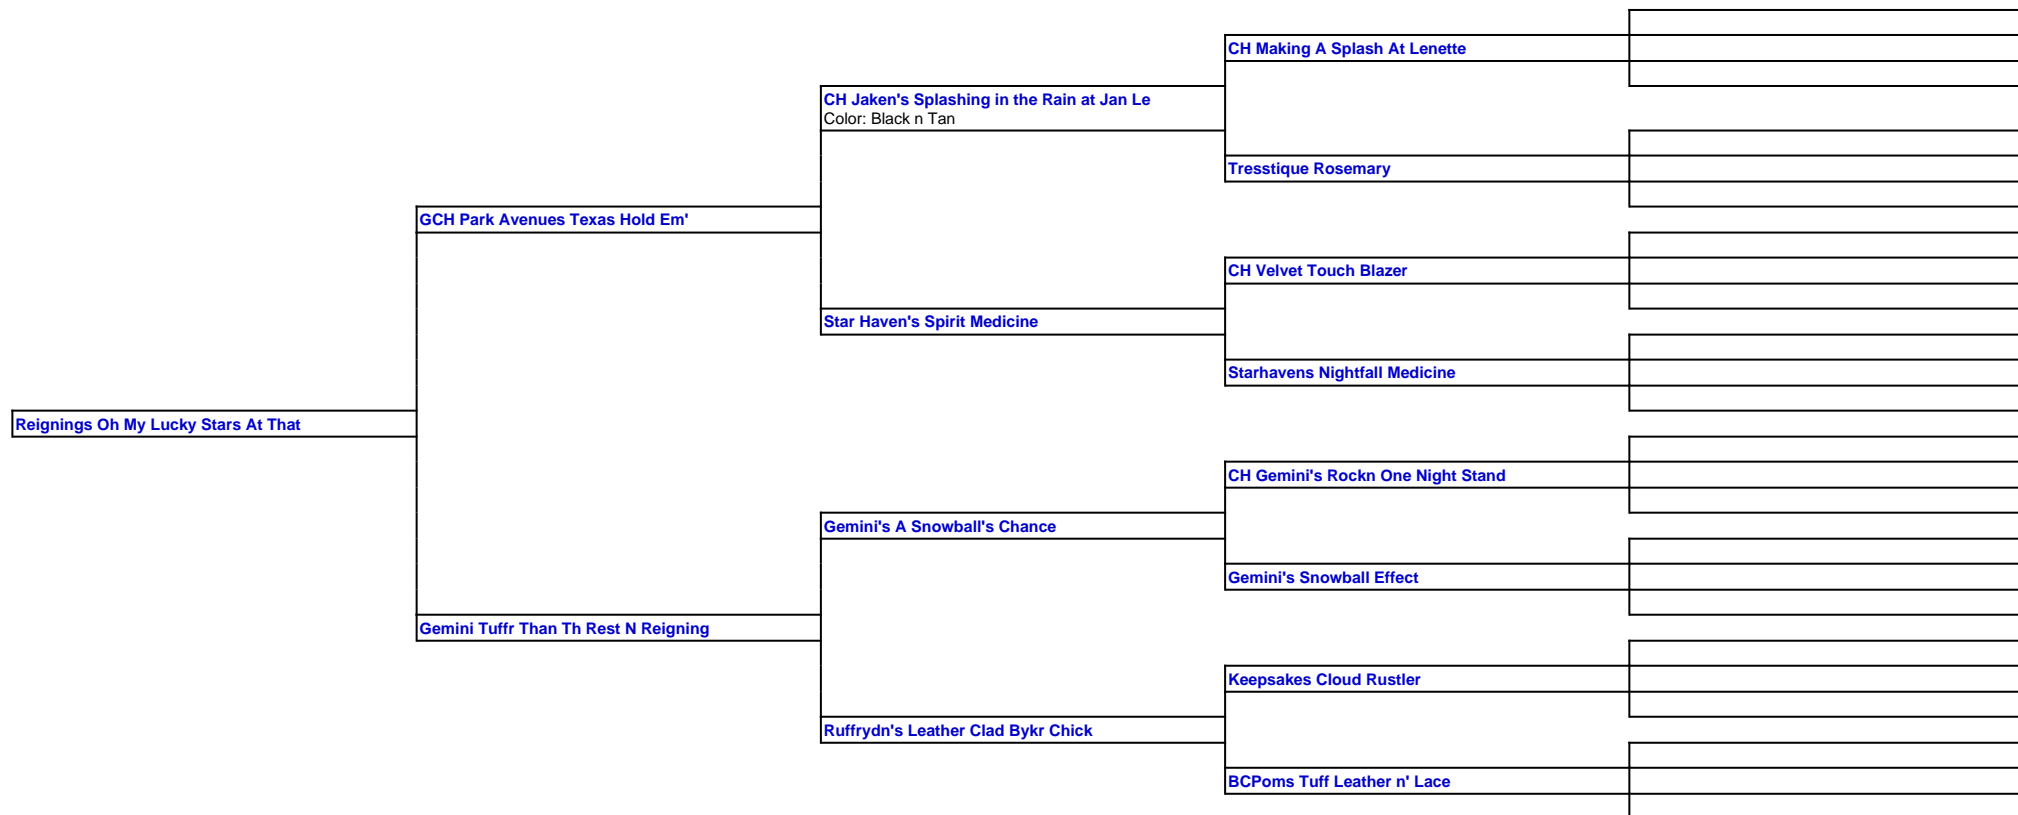 CH Making A Splash At Lenette
CH Jaken's Splashing in the Rain at Jan Le
Color: Black n Tan
Tresstique Rosemary
GCH Park Avenues Texas Hold Em'
CH Velvet Touch Blazer
Star Haven's Spirit Medicine
Starhavens Nightfall Medicine
Reignings Oh My Lucky Stars At That
CH Gemini's Rockn One Night Stand
Gemini's A Snowball's Chance
Gemini's Snowball Effect
Gemini Tuffr Than Th Rest N Reigning
Keepsakes Cloud Rustler
Ruffrydn's Leather Clad Bykr Chick
BCPoms Tuff Leather n' Lace